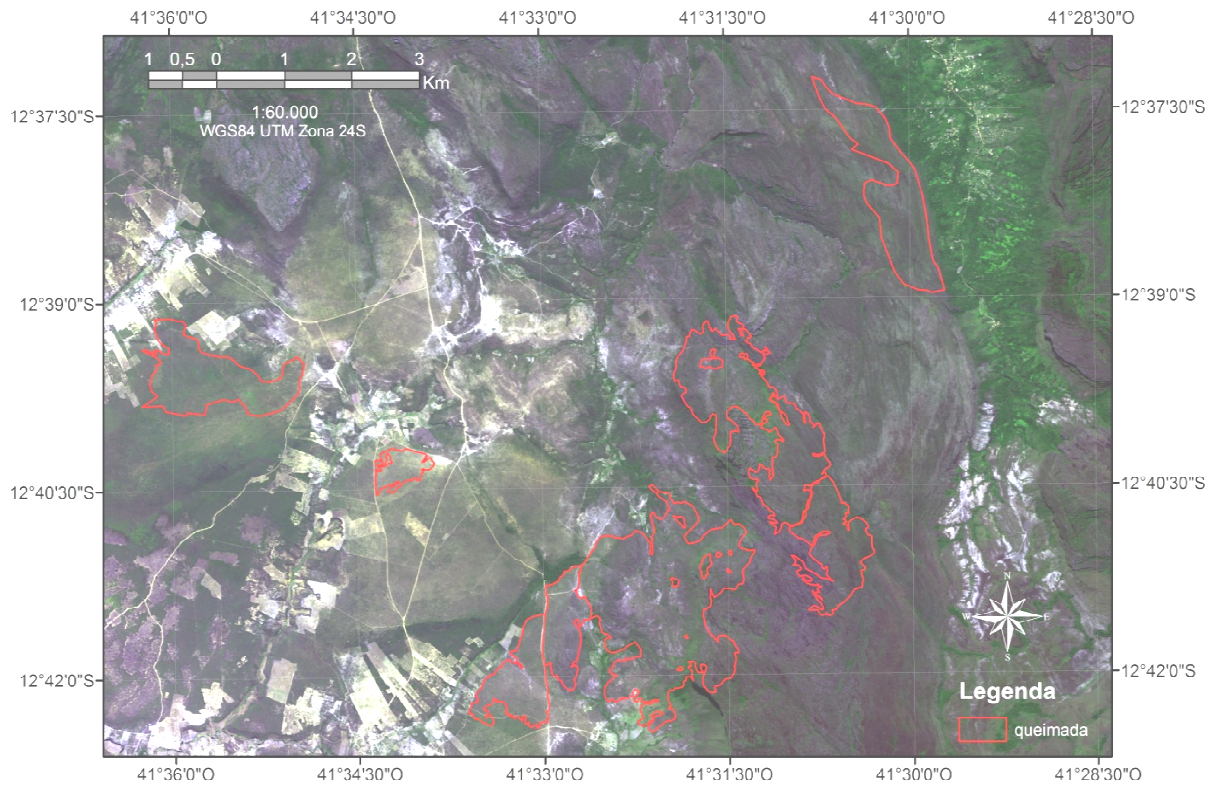 41°36'0"O 41°34'30"O 41°33'0"O 41°31'30"O 41°30'0"O 41°28'30"O
1 0,5 0 1 2 3
Km
1:60.000
WGS84 UTM Zona 24S
12°37'30"S 12°37'30"S
12°39'0"S 12°39'0"S
12°40'30"S 12°40'30"S
N
W E
S
12°42'0"S 12°42'0"S
Legenda
queimada
41°36'0"O 41°34'30"O 41°33'0"O 41°31'30"O 41°30'0"O 41°28'30"O